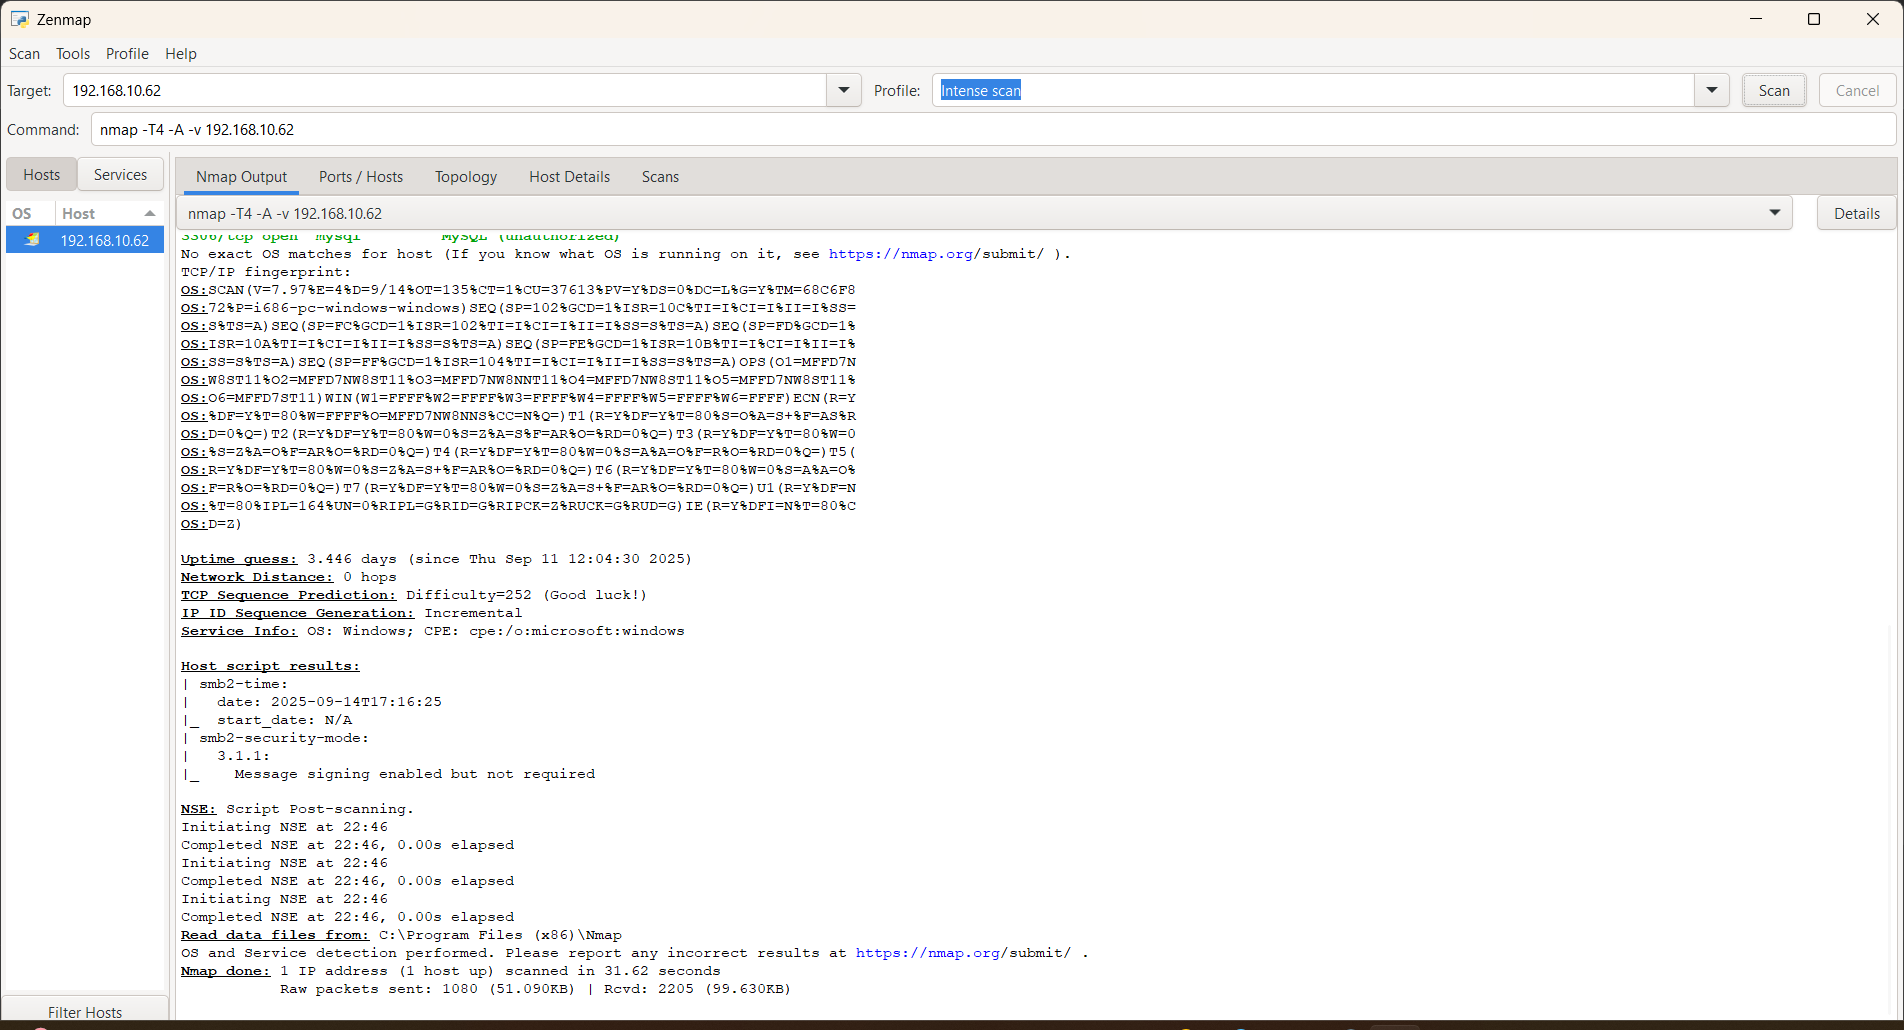 Zenmap
Scan Tools Profile Help
Target: 192.168.10.62 Profile: Intense scan Scan Cancel
Command: nmap -T4 -A -v 192.168.10.62
Hosts Services
OS Host
192.168.10.62
Filter Hosts
Nmap Output Ports / Hosts Topology Host Details Scans
nmap -T4 -A -v 192.168.10.62 Details
3306/tcp open mysql MySQL (unauthorized)
No exact OS matches for host (If you know what OS is running on it, see https://nmap.org/submit/ ).
TCP/IP fingerprint:
OS:SCAN(V=7.97%E=4%D=9/14%OT=135%CT=1%CU=37613%PV=Y%DS=0%DC=L%G=Y%TM=68C6F8
OS:72%P=i686-pc-windows-windows)SEQ(SP=102%GCD=1%ISR=10C%TI=I%CI=I%II=I%SS=
OS:S%TS=A)SEQ(SP=FC%GCD=1%ISR=102%TI=I%CI=I%II=I%SS=S%TS=A)SEQ(SP=FD%GCD=1%
OS:ISR=10A%TI=I%CI=I%II=I%SS=S%TS=A)SEQ(SP=FE%GCD=1%ISR=10B%TI=I%CI=I%II=I%
OS:SS=S%TS=A)SEQ(SP=FF%GCD=1%ISR=104%TI=I%CI=I%II=I%SS=S%TS=A)OPS(O1=MFFD7N
OS:W8ST11%O2=MFFD7NW8ST11%O3=MFFD7NW8NNT11%O4=MFFD7NW8ST11%O5=MFFD7NW8ST11%
OS:O6=MFFD7ST11)WIN(W1=FFFF%W2=FFFF%W3=FFFF%W4=FFFF%W5=FFFF%W6=FFFF)ECN(R=Y
OS:%DF=Y%T=80%W=FFFF%O=MFFD7NW8NNS%CC=N%Q=)T1(R=Y%DF=Y%T=80%S=O%A=S+%F=AS%R
OS:D=0%Q=)T2(R=Y%DF=Y%T=80%W=0%S=Z%A=S%F=AR%O=%RD=0%Q=)T3(R=Y%DF=Y%T=80%W=0
OS:%S=Z%A=O%F=AR%O=%RD=0%Q=)T4(R=Y%DF=Y%T=80%W=0%S=A%A=O%F=R%O=%RD=0%Q=)T5(
OS:R=Y%DF=Y%T=80%W=0%S=Z%A=S+%F=AR%O=%RD=0%Q=)T6(R=Y%DF=Y%T=80%W=0%S=A%A=O%
OS:F=R%O=%RD=0%Q=)T7(R=Y%DF=Y%T=80%W=0%S=Z%A=S+%F=AR%O=%RD=0%Q=)U1(R=Y%DF=N
OS:%T=80%IPL=164%UN=0%RIPL=G%RID=G%RIPCK=Z%RUCK=G%RUD=G)IE(R=Y%DFI=N%T=80%C
OS:D=Z)
Uptime guess: 3.446 days (since Thu Sep 11 12:04:30 2025)
Network Distance: 0 hops
TCP Sequence Prediction: Difficulty=252 (Good luck!)
IP ID Sequence Generation: Incremental
Service Info: OS: Windows; CPE: cpe:/o:microsoft:windows
Host script results:
| smb2-time:
|   date: 2025-09-14T17:16:25
|_  start_date: N/A
| smb2-security-mode:
|   3.1.1:
|_    Message signing enabled but not required
NSE: Script Post-scanning.
Initiating NSE at 22:46
Completed NSE at 22:46, 0.00s elapsed
Initiating NSE at 22:46
Completed NSE at 22:46, 0.00s elapsed
Initiating NSE at 22:46
Completed NSE at 22:46, 0.00s elapsed
Read data files from: C:\Program Files (x86)\Nmap
OS and Service detection performed. Please report any incorrect results at https://nmap.org/submit/ .
Nmap done: 1 IP address (1 host up) scanned in 31.62 seconds
Raw packets sent: 1080 (51.090KB) | Rcvd: 2205 (99.630KB)